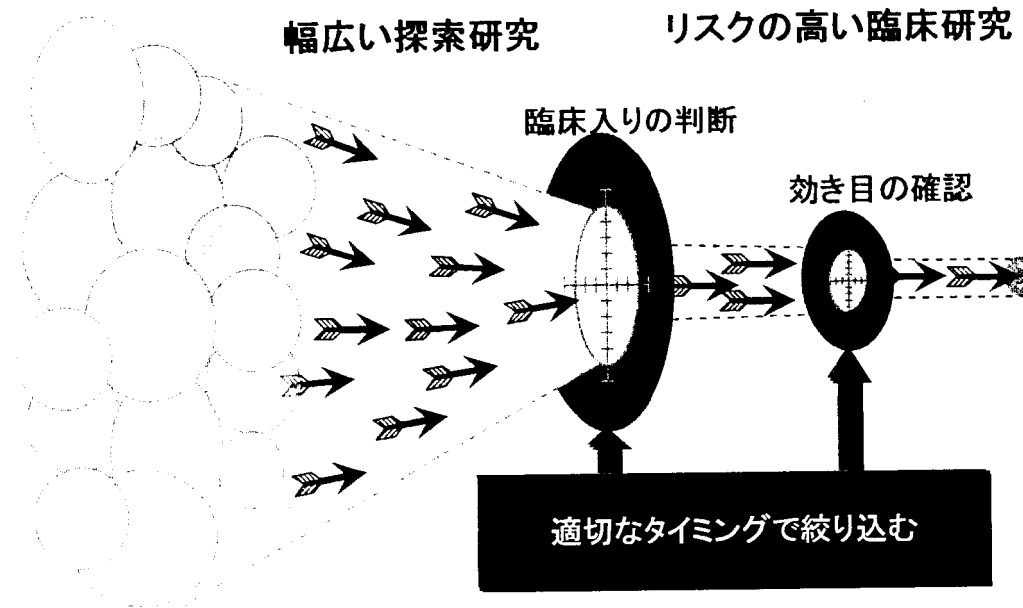 幅広い探索研究
リスクの高い臨床研究
臨床入りの判断
効き目の確認
適切なタイミングで絞り込む